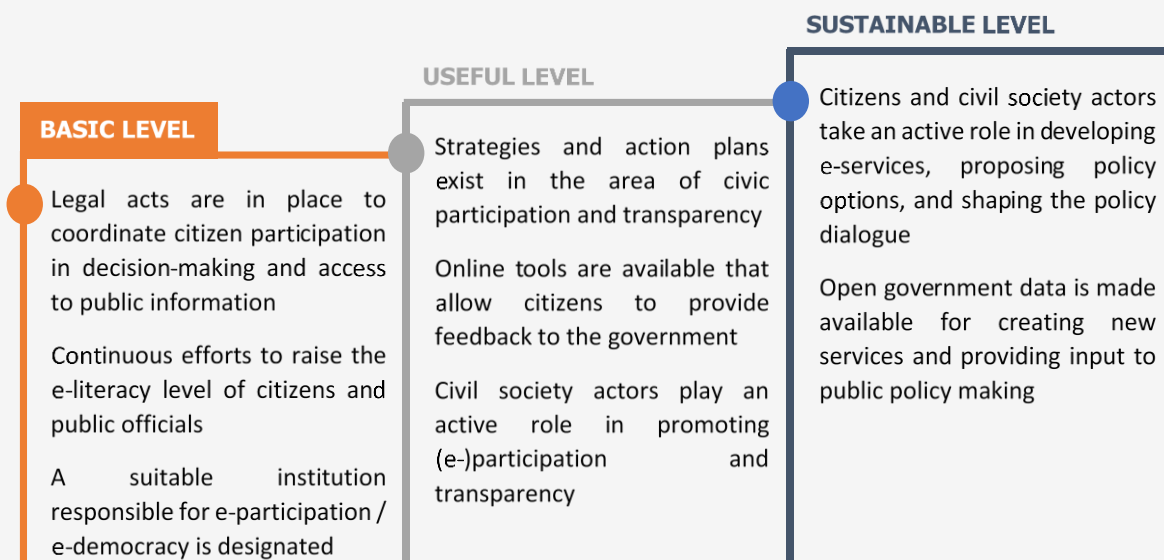 BASIC LEVEL
Legal acts are in place to
coordinate citizen participation
in decision-making and access
to public information
Continuous efforts to raise the
e-literacy level of citizens and
public officials
A suitable institution
responsible for e-participation /
e-democracy is designated
USEFUL LEVEL
Strategies and action plans
exist in the area of civic
participation and transparency
Online tools are available that
allow citizens to provide
feedback to the government
Civil society actors play an
active role in promoting
(e-)participation and
transparency
SUSTAINABLE LEVEL
Citizens and civil society actors
take an active role in developing
e-services, proposing policy
options, and shaping the policy
dialogue
Open government data is made
available for creating new
services and providing input to
public policy making